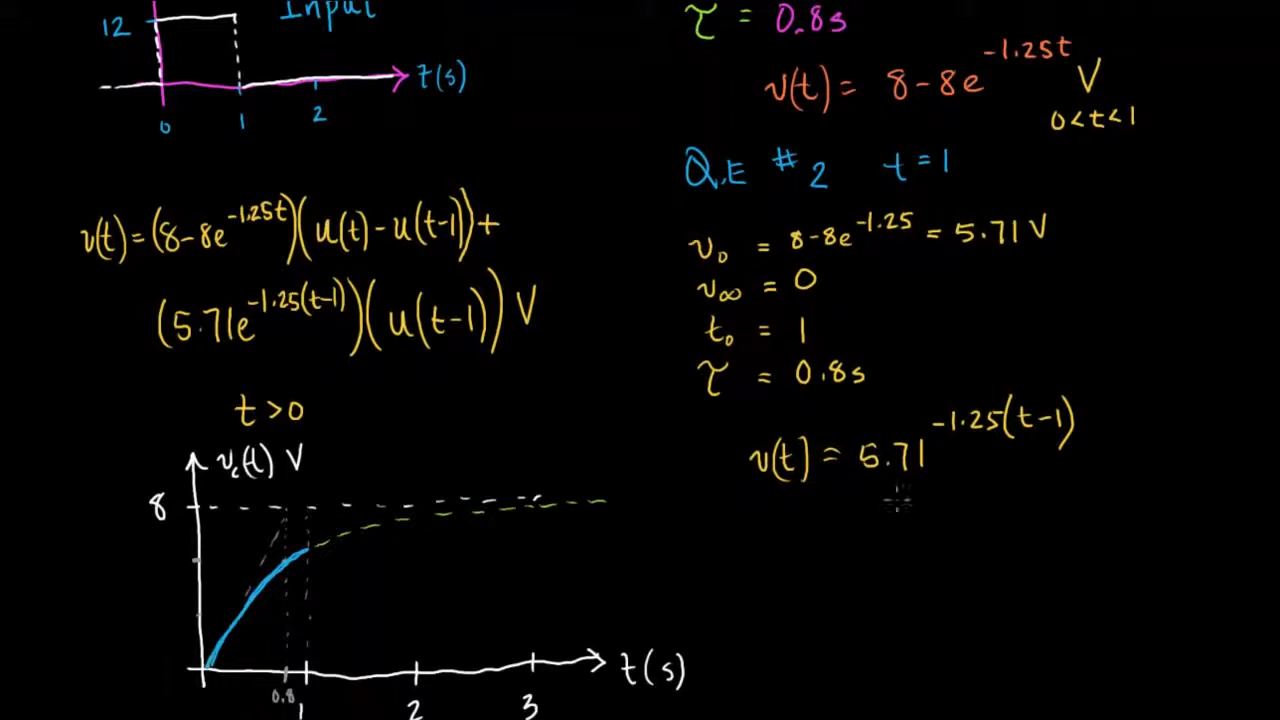 Input
12
t(s)
0 1 2
v(t) = (8-8e^-1.25t)(u(t) - u(t-1)) +
(5.71e^-1.25(t-1))(u(t-1)) V
t > 0
v_c(t) V
8
t(s)
0.8
1 2 3
τ = 0.8s
v(t) = 8-8e^-1.25t V
0 < t < 1
Q.E #2 t = 1
v_0 = 8-8e^-1.25 = 5.71 V
v_∞ = 0
t_0 = 1
τ = 0.8s
v(t) = 5.71^-1.25(t-1)